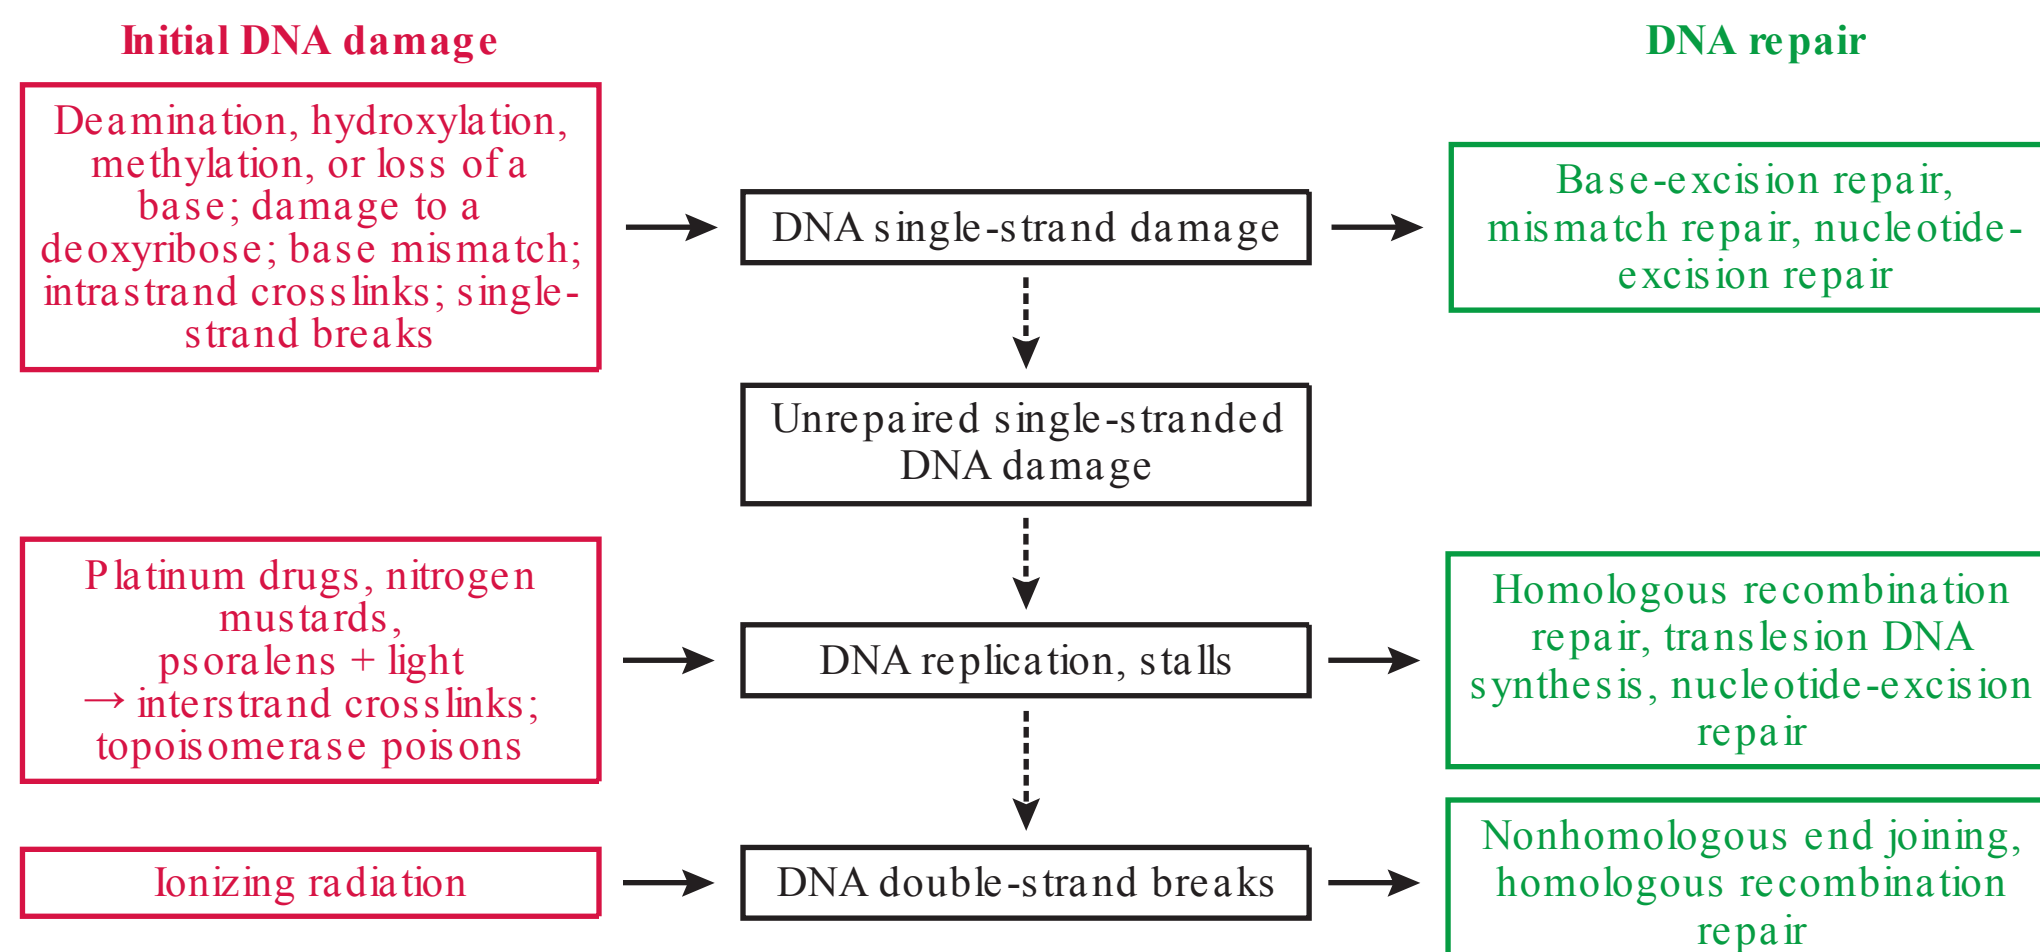 Initial DNA damage
DNA repair
Deamination, hydroxylation,
methylation, or loss of a
base; damage to a
deoxyribose; base mismatch;
intrastrand crosslinks; single-
strand breaks
DNA single-strand damage
Base-excision repair,
mismatch repair, nucleotide-
excision repair
Unrepaired single-stranded
DNA damage
Platinum drugs, nitrogen
mustards,
psoralens + light
→ interstrand crosslinks;
topoisomerase poisons
DNA replication, stalls
Homologous recombination
repair, translesion DNA
synthesis, nucleotide-excision
repair
Ionizing radiation
DNA double-strand breaks
Nonhomologous end joining,
homologous recombination
repair